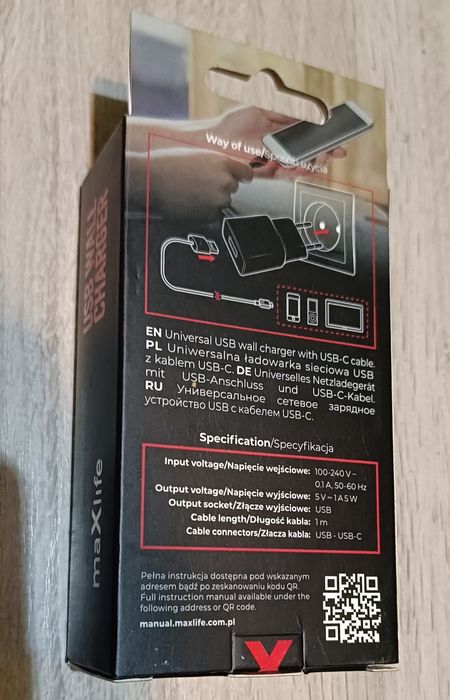 Way of use/Sposób użycia
USB WALL
CHARGER
maXlife
EN Universal USB wall charger with USB-C cable.
PL Uniwersalna ładowarka sieciowa USB
z kablem USB-C. DE Universelles Netzladegerät
mit USB-Anschluss und USB-C-Kabel.
RU Универсальное сетевое зарядное
устройство USB с кабелем USB-C.
Specification/Specyfikacja
Input voltage/Napięcie wejściowe: 100-240 V ~
0.1 A, 50-60 Hz
Output voltage/Napięcie wyjściowe: 5 V ⎓ 1 A 5 W
Output socket/Złącze wyjściowe: USB
Cable length/Długość kabla: 1 m
Cable connectors/Złacza kabla: USB - USB-C
Pełna instrukcja dostępna pod wskazanym
adresem bądź po zeskanowaniu kodu QR.
Full instruction manual available under the
following address or QR code.
manual.maxlife.com.pl